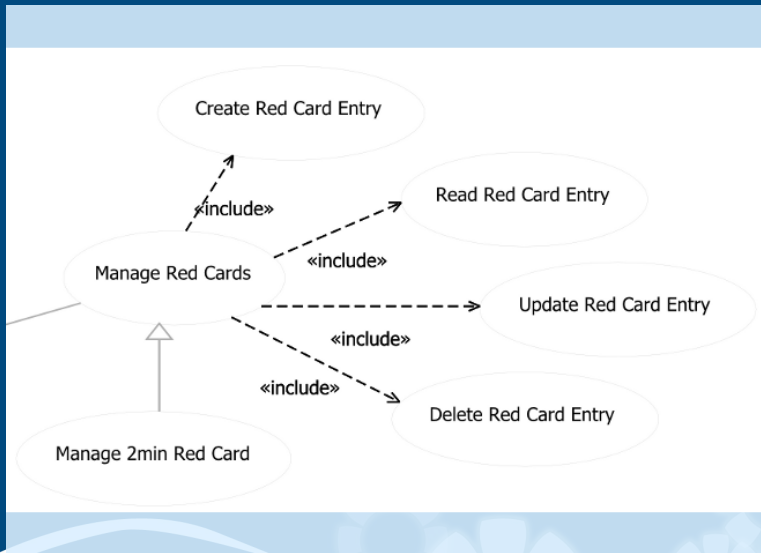 Create Red Card Entry
«include»
Read Red Card Entry
«include»
Manage Red Cards
Update Red Card Entry
«include»
«include»
Delete Red Card Entry
Manage 2min Red Card